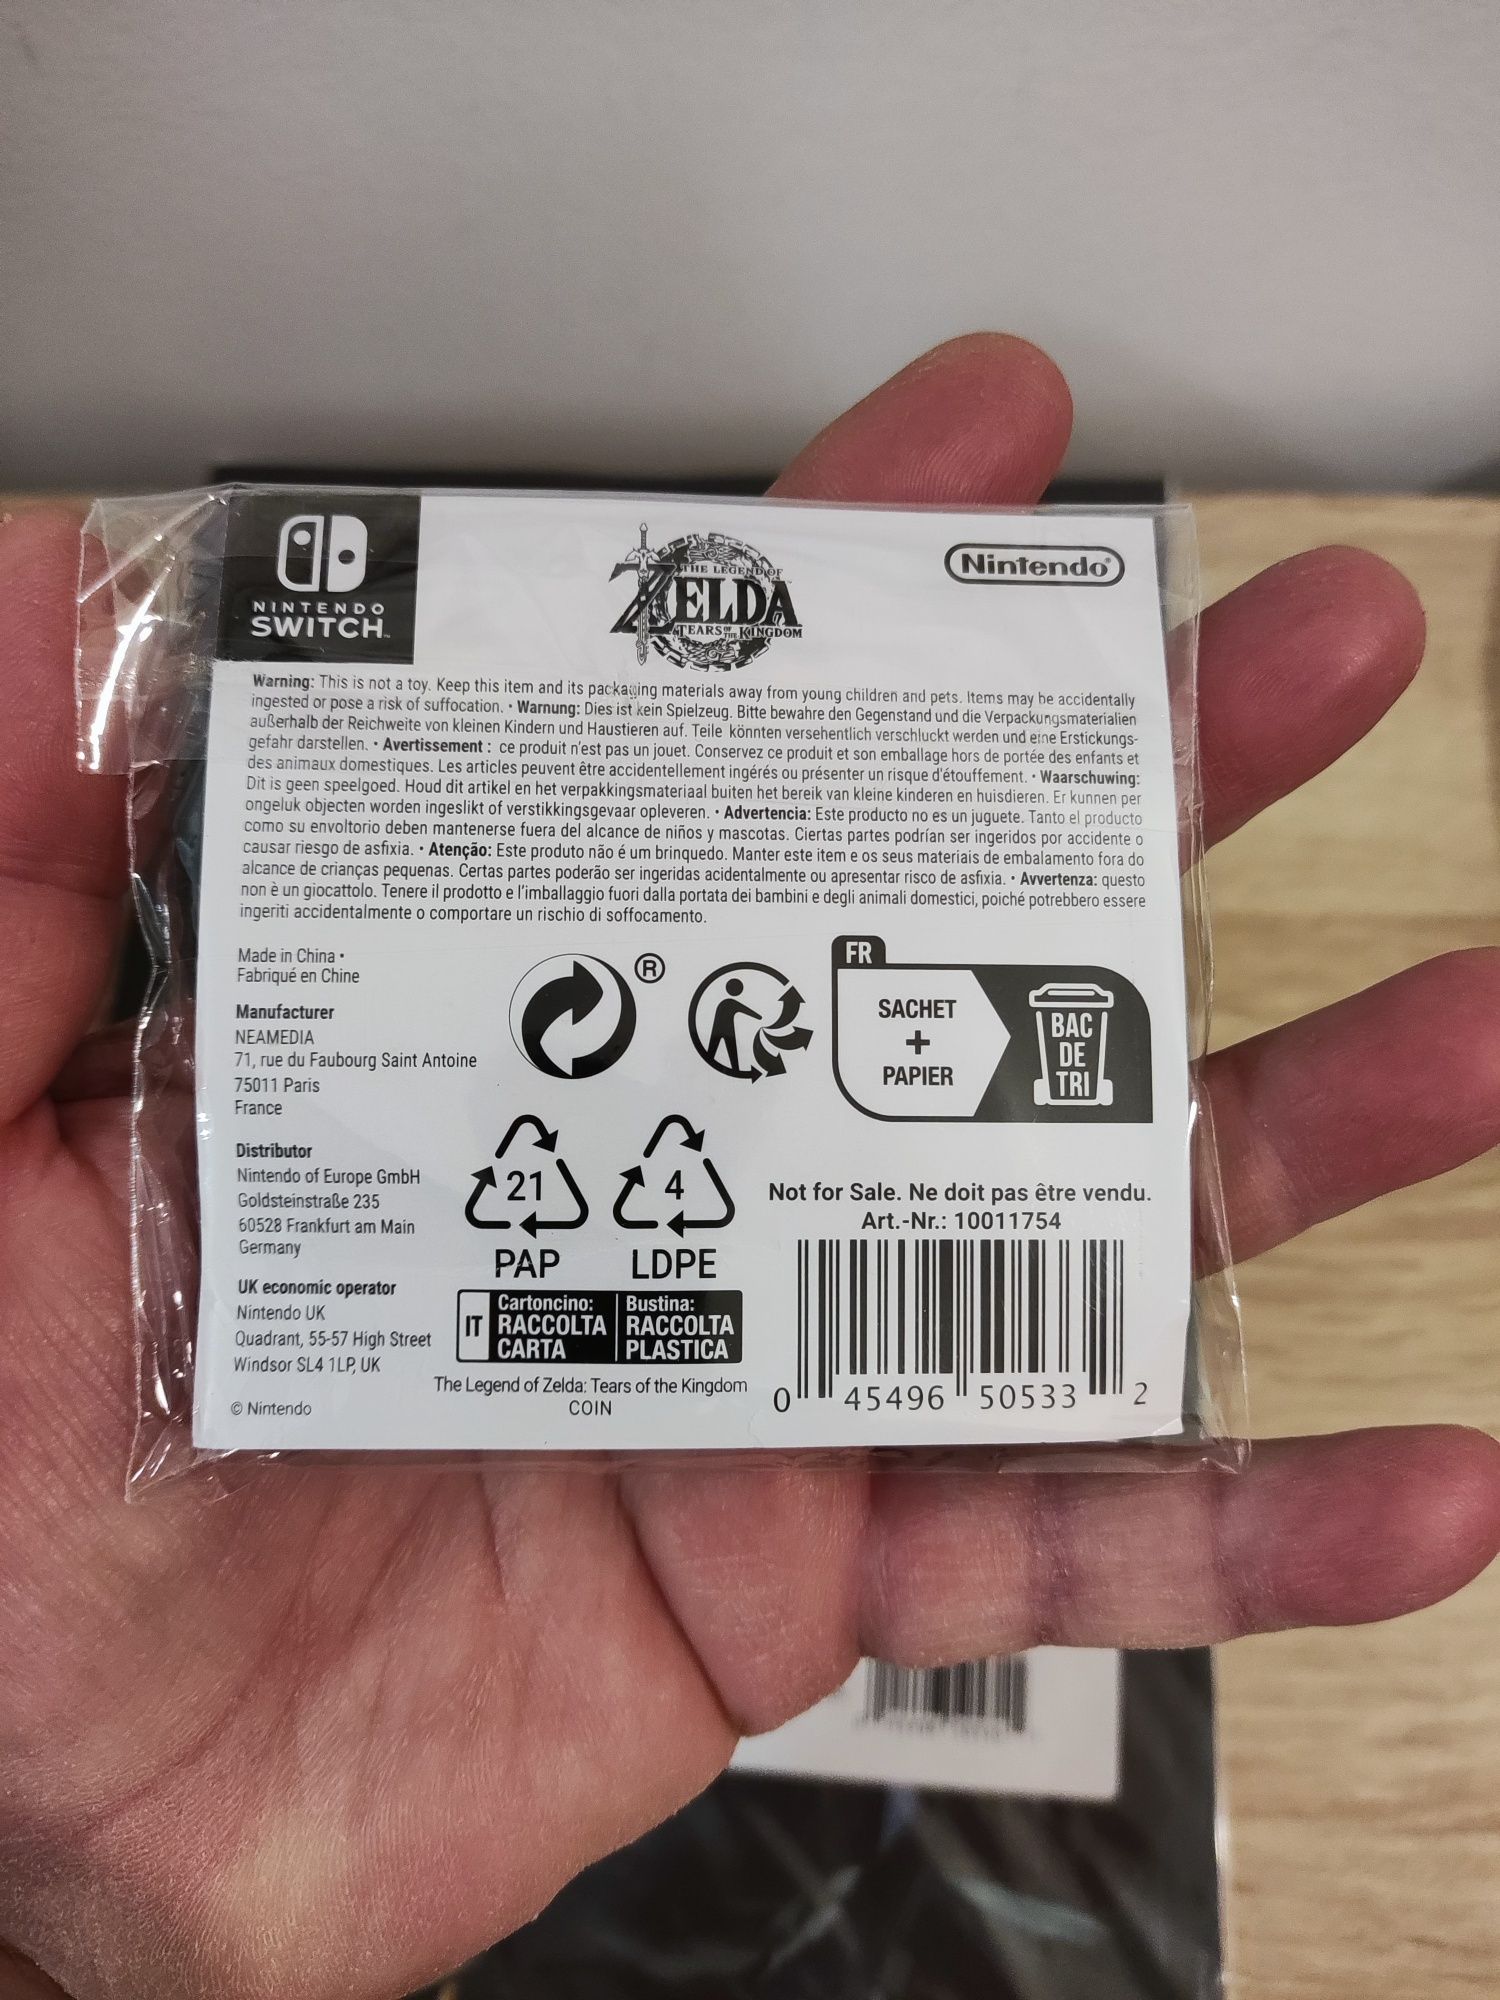 NINTENDO
SWITCH™
THE LEGEND OF
ZELDA™
TEARS OF THE KINGDOM
Nintendo®
Warning: This is not a toy. Keep this item and its packaging materials away from young children and pets. Items may be accidentally
ingested or pose a risk of suffocation. • Warnung: Dies ist kein Spielzeug. Bitte bewahre den Gegenstand und die Verpackungsmaterialien
außerhalb der Reichweite von kleinen Kindern und Haustieren auf. Teile könnten versehentlich verschluckt werden und eine Erstickungs-
gefahr darstellen. • Avertissement : ce produit n'est pas un jouet. Conservez ce produit et son emballage hors de portée des enfants et
des animaux domestiques. Les articles peuvent être accidentellement ingérés ou présenter un risque d'étouffement. • Waarschuwing:
Dit is geen speelgoed. Houd dit artikel en het verpakkingsmateriaal buiten het bereik van kleine kinderen en huisdieren. Er kunnen per
ongeluk objecten worden ingeslikt of verstikkingsgevaar opleveren. • Advertencia: Este producto no es un juguete. Tanto el producto
como su envoltorio deben mantenerse fuera del alcance de niños y mascotas. Ciertas partes podrían ser ingeridos por accidente o
causar riesgo de asfixia. • Atenção: Este produto não é um brinquedo. Manter este item e os seus materiais de embalamento fora do
alcance de crianças pequenas. Certas partes poderão ser ingeridas acidentalmente ou apresentar risco de asfixia. • Avvertenza: questo
non è un giocattolo. Tenere il prodotto e l'imballaggio fuori dalla portata dei bambini e degli animali domestici, poiché potrebbero essere
ingeriti accidentalmente o comportare un rischio di soffocamento.
Made in China •
Fabriqué en Chine
Manufacturer
NEAMEDIA
71, rue du Faubourg Saint Antoine
75011 Paris
France
Distributor
Nintendo of Europe GmbH
Goldsteinstraße 235
60528 Frankfurt am Main
Germany
UK economic operator
Nintendo UK
Quadrant, 55-57 High Street
Windsor SL4 1LP, UK
© Nintendo
®
FR
SACHET
+
PAPIER
BAC
DE
TRI
21
PAP
4
LDPE
IT
Cartoncino:
RACCOLTA
CARTA
Bustina:
RACCOLTA
PLASTICA
The Legend of Zelda: Tears of the Kingdom
COIN
Not for Sale. Ne doit pas être vendu.
Art.-Nr.: 10011754
0 45496 50533 2